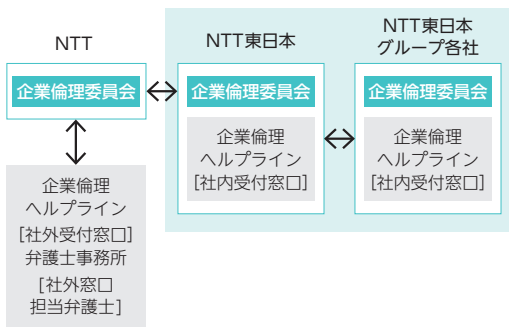 NTT
企業倫理委員会
企業倫理
ヘルプライン
[社外受付窓口]
弁護士事務所
[社外窓口
担当弁護士]
NTT東日本
企業倫理委員会
企業倫理
ヘルプライン
[社内受付窓口]
NTT東日本
グループ各社
企業倫理委員会
企業倫理
ヘルプライン
[社内受付窓口]